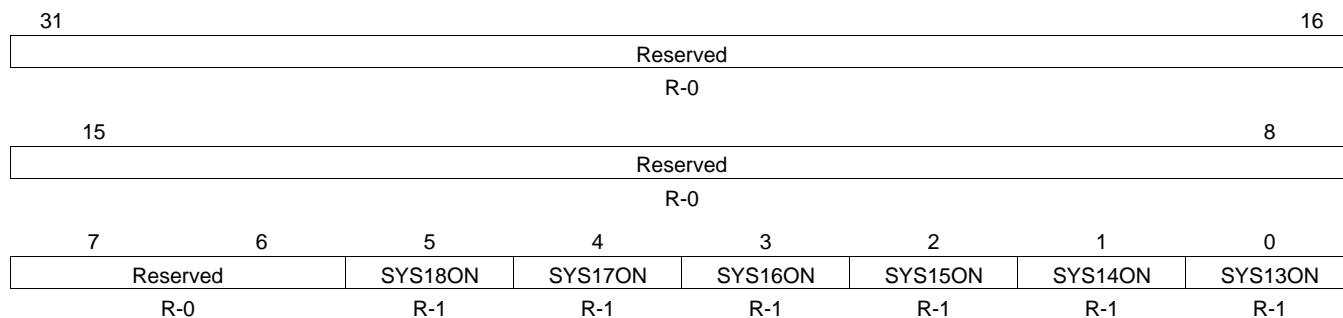 31 16
Reserved
R-0
15 8
Reserved
R-0
7 6 5 4 3 2 1 0
Reserved SYS18ON SYS17ON SYS16ON SYS15ON SYS14ON SYS13ON
R-0 R-1 R-1 R-1 R-1 R-1 R-1